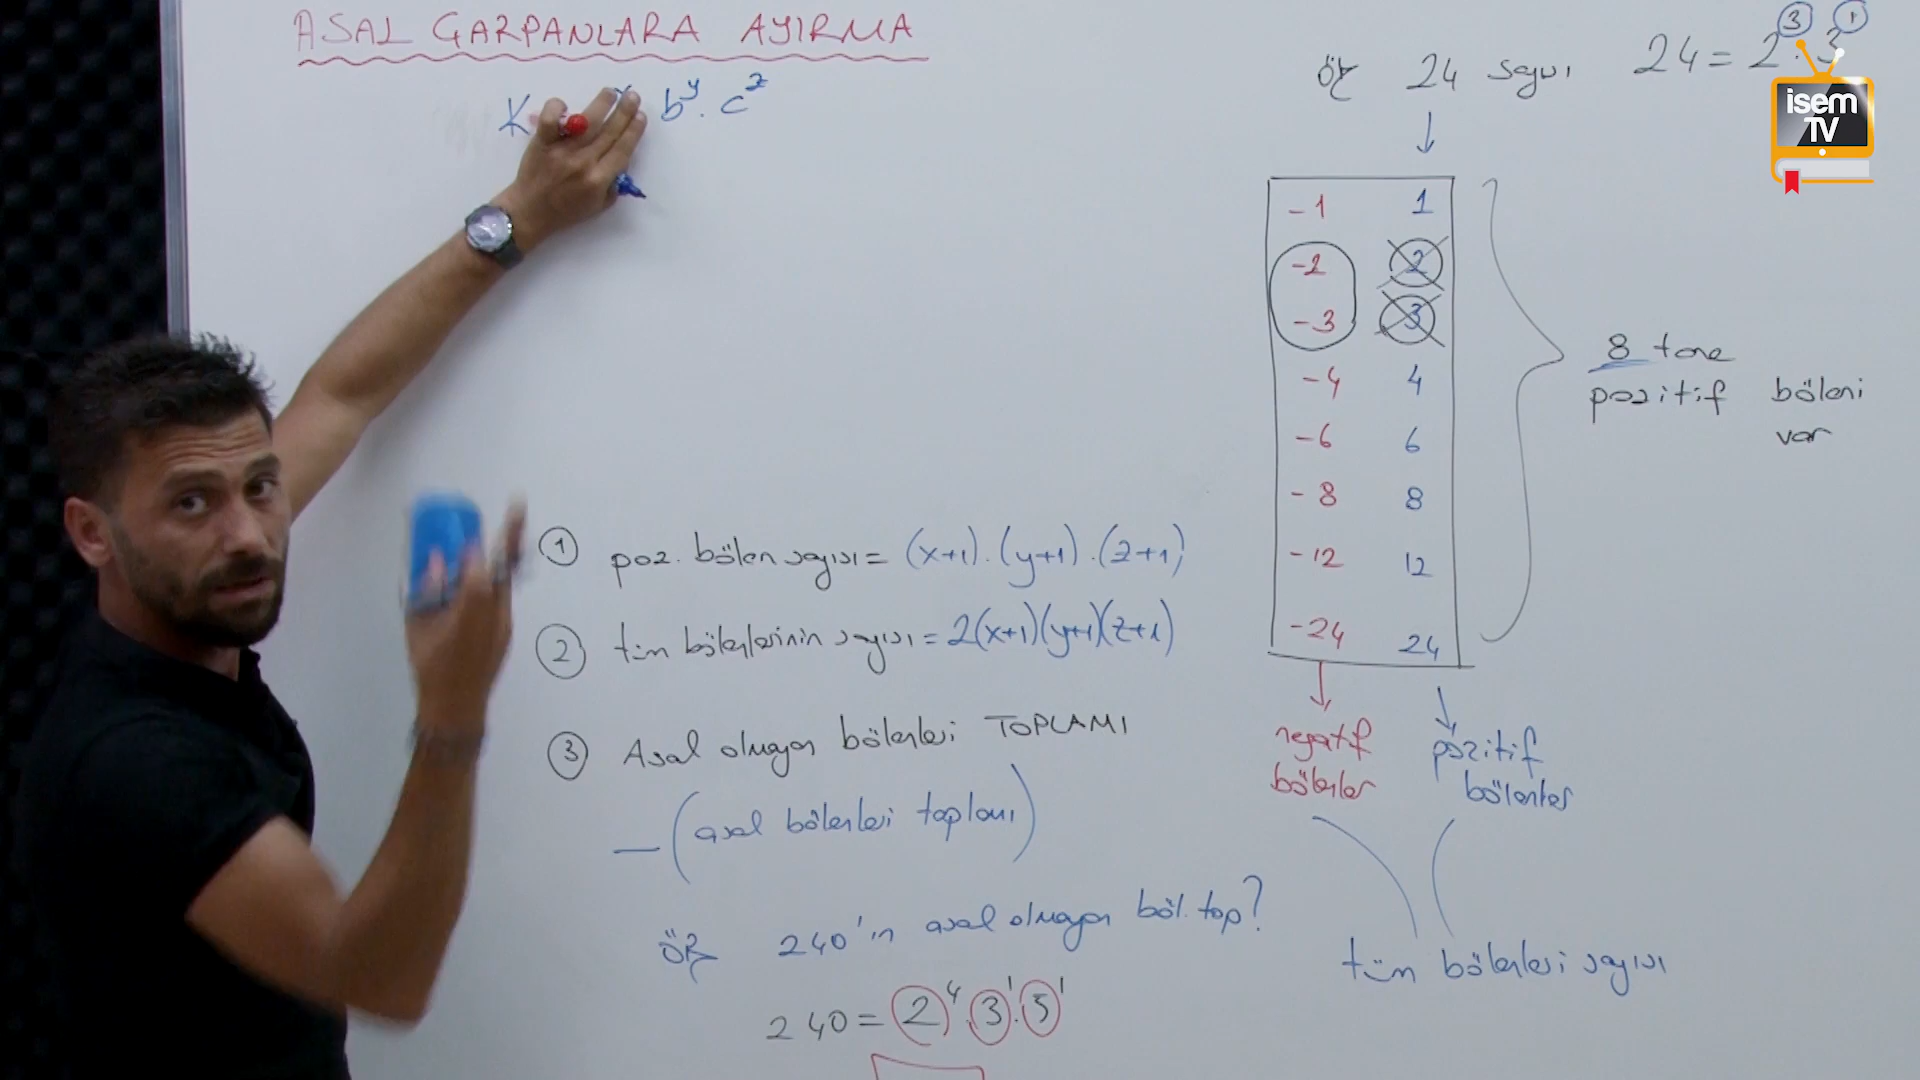 ASAL ÇARPANLARA AYIRMA
K b^y . c^z
ÖR 24 sayısı 24 = 2^3 . 3^1
isem
TV
-1 1
-2 2
-3 3
-4 4
-6 6
-8 8
-12 12
-24 24
8 tane
pozitif böleni
var
negatif
bölenler
pozitif
bölenler
tüm bölenleri sayısı
① poz. bölen sayısı = (x+1) . (y+1) . (z+1)
② tüm bölenlerinin sayısı = 2(x+1)(y+1)(z+1)
③ Asal olmayan bölenleri TOPLAMI
- (asal bölenleri toplamı)
ÖR 240'ın asal olmayan böl. top?
240 = 2^4 . 3^1 . 5^1